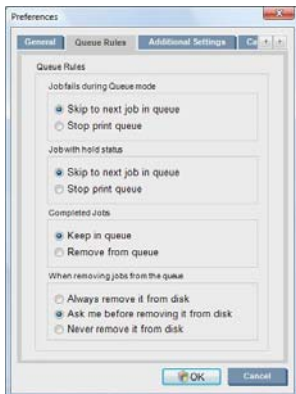 Preferences
General Queue Rules Additional Settings Ca
Queue Rules
Job fails during Queue mode
Skip to next job in queue
Stop print queue
Job with hold status
Skip to next job in queue
Stop print queue
Completed Jobs
Keep in queue
Remove from queue
When removing jobs from the queue
Always remove it from disk
Ask me before removing it from disk
Never remove it from disk
OK Cancel